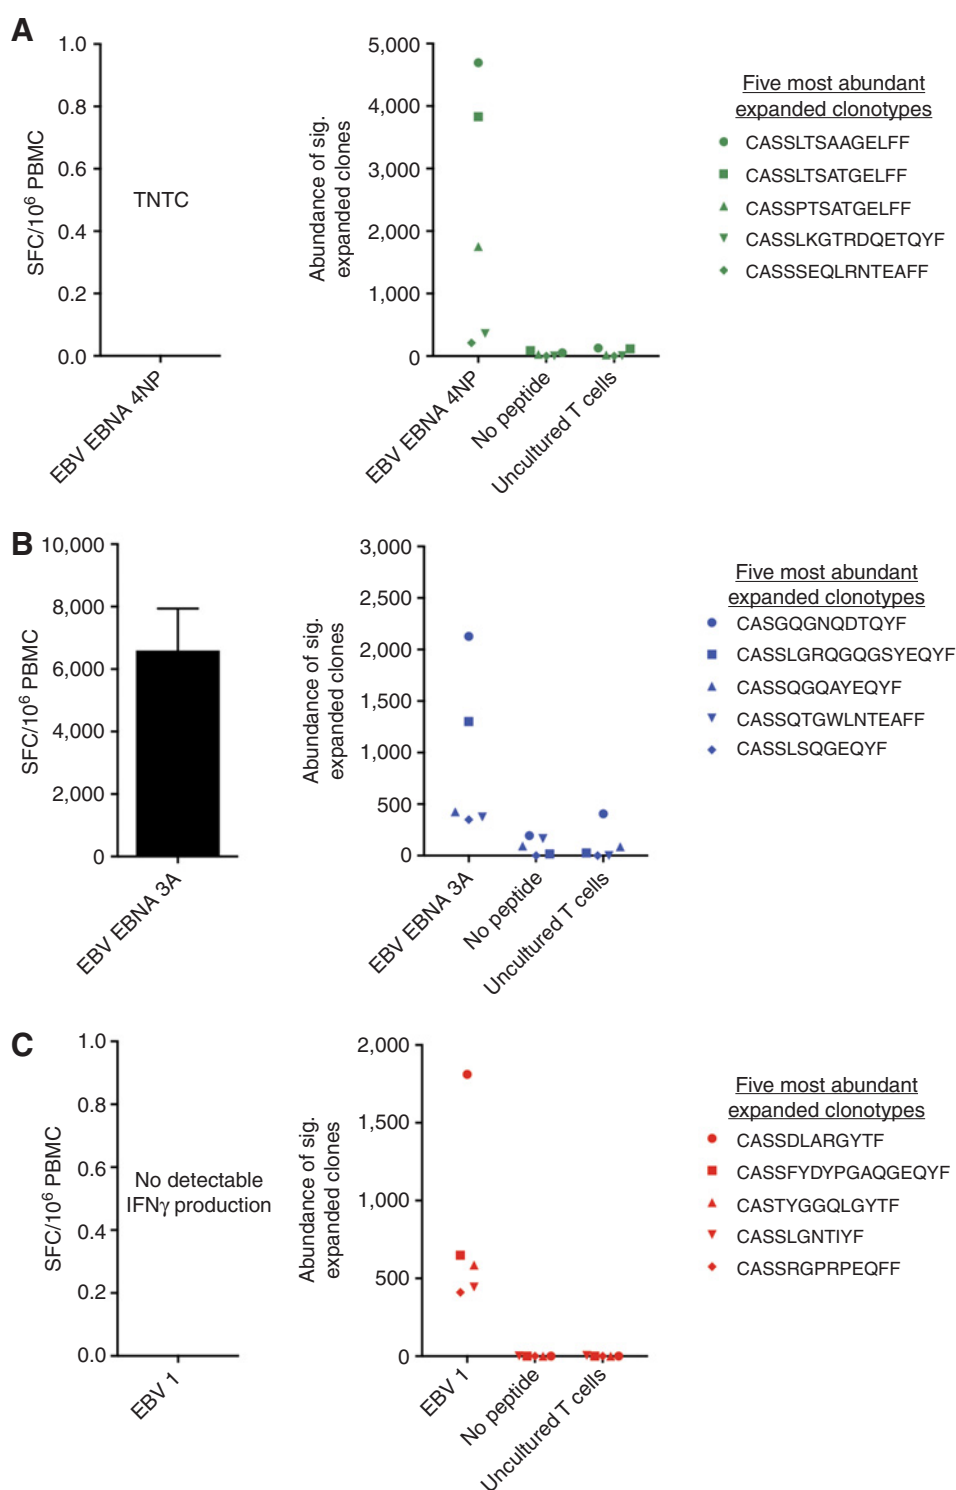 A
SFC/10⁶ PBMC
1.0
0.8
0.6
0.4
0.2
0.0
TNTC
EBV EBNA 4NP
Abundance of sig.
expanded clones
5,000
4,000
3,000
2,000
1,000
0
EBV EBNA 4NP
No peptide
Uncultured T cells
Five most abundant
expanded clonotypes
CASSLTSAAGELFF
CASSLTSATGELFF
CASSPTSATGELFF
CASSLKGTRDQETQYF
CASSSEQLRNTEAFF
B
SFC/10⁶ PBMC
10,000
8,000
6,000
4,000
2,000
0
EBV EBNA 3A
Abundance of sig.
expanded clones
3,000
2,500
2,000
1,500
1,000
500
0
EBV EBNA 3A
No peptide
Uncultured T cells
Five most abundant
expanded clonotypes
CASGQGNQDTQYF
CASSLGRQGQGSYEQYF
CASSQGQAYEQYF
CASSQTGWLNTEAFF
CASSLSQGEQYF
C
SFC/10⁶ PBMC
1.0
0.8
0.6
0.4
0.2
0.0
No detectable
IFNγ production
EBV 1
Abundance of sig.
expanded clones
2,000
1,500
1,000
500
0
EBV 1
No peptide
Uncultured T cells
Five most abundant
expanded clonotypes
CASSDLARGYTF
CASSFYDYPGAQGEQYF
CASTYGGQLGYTF
CASSLGNTIYF
CASSRGPRPEQFF